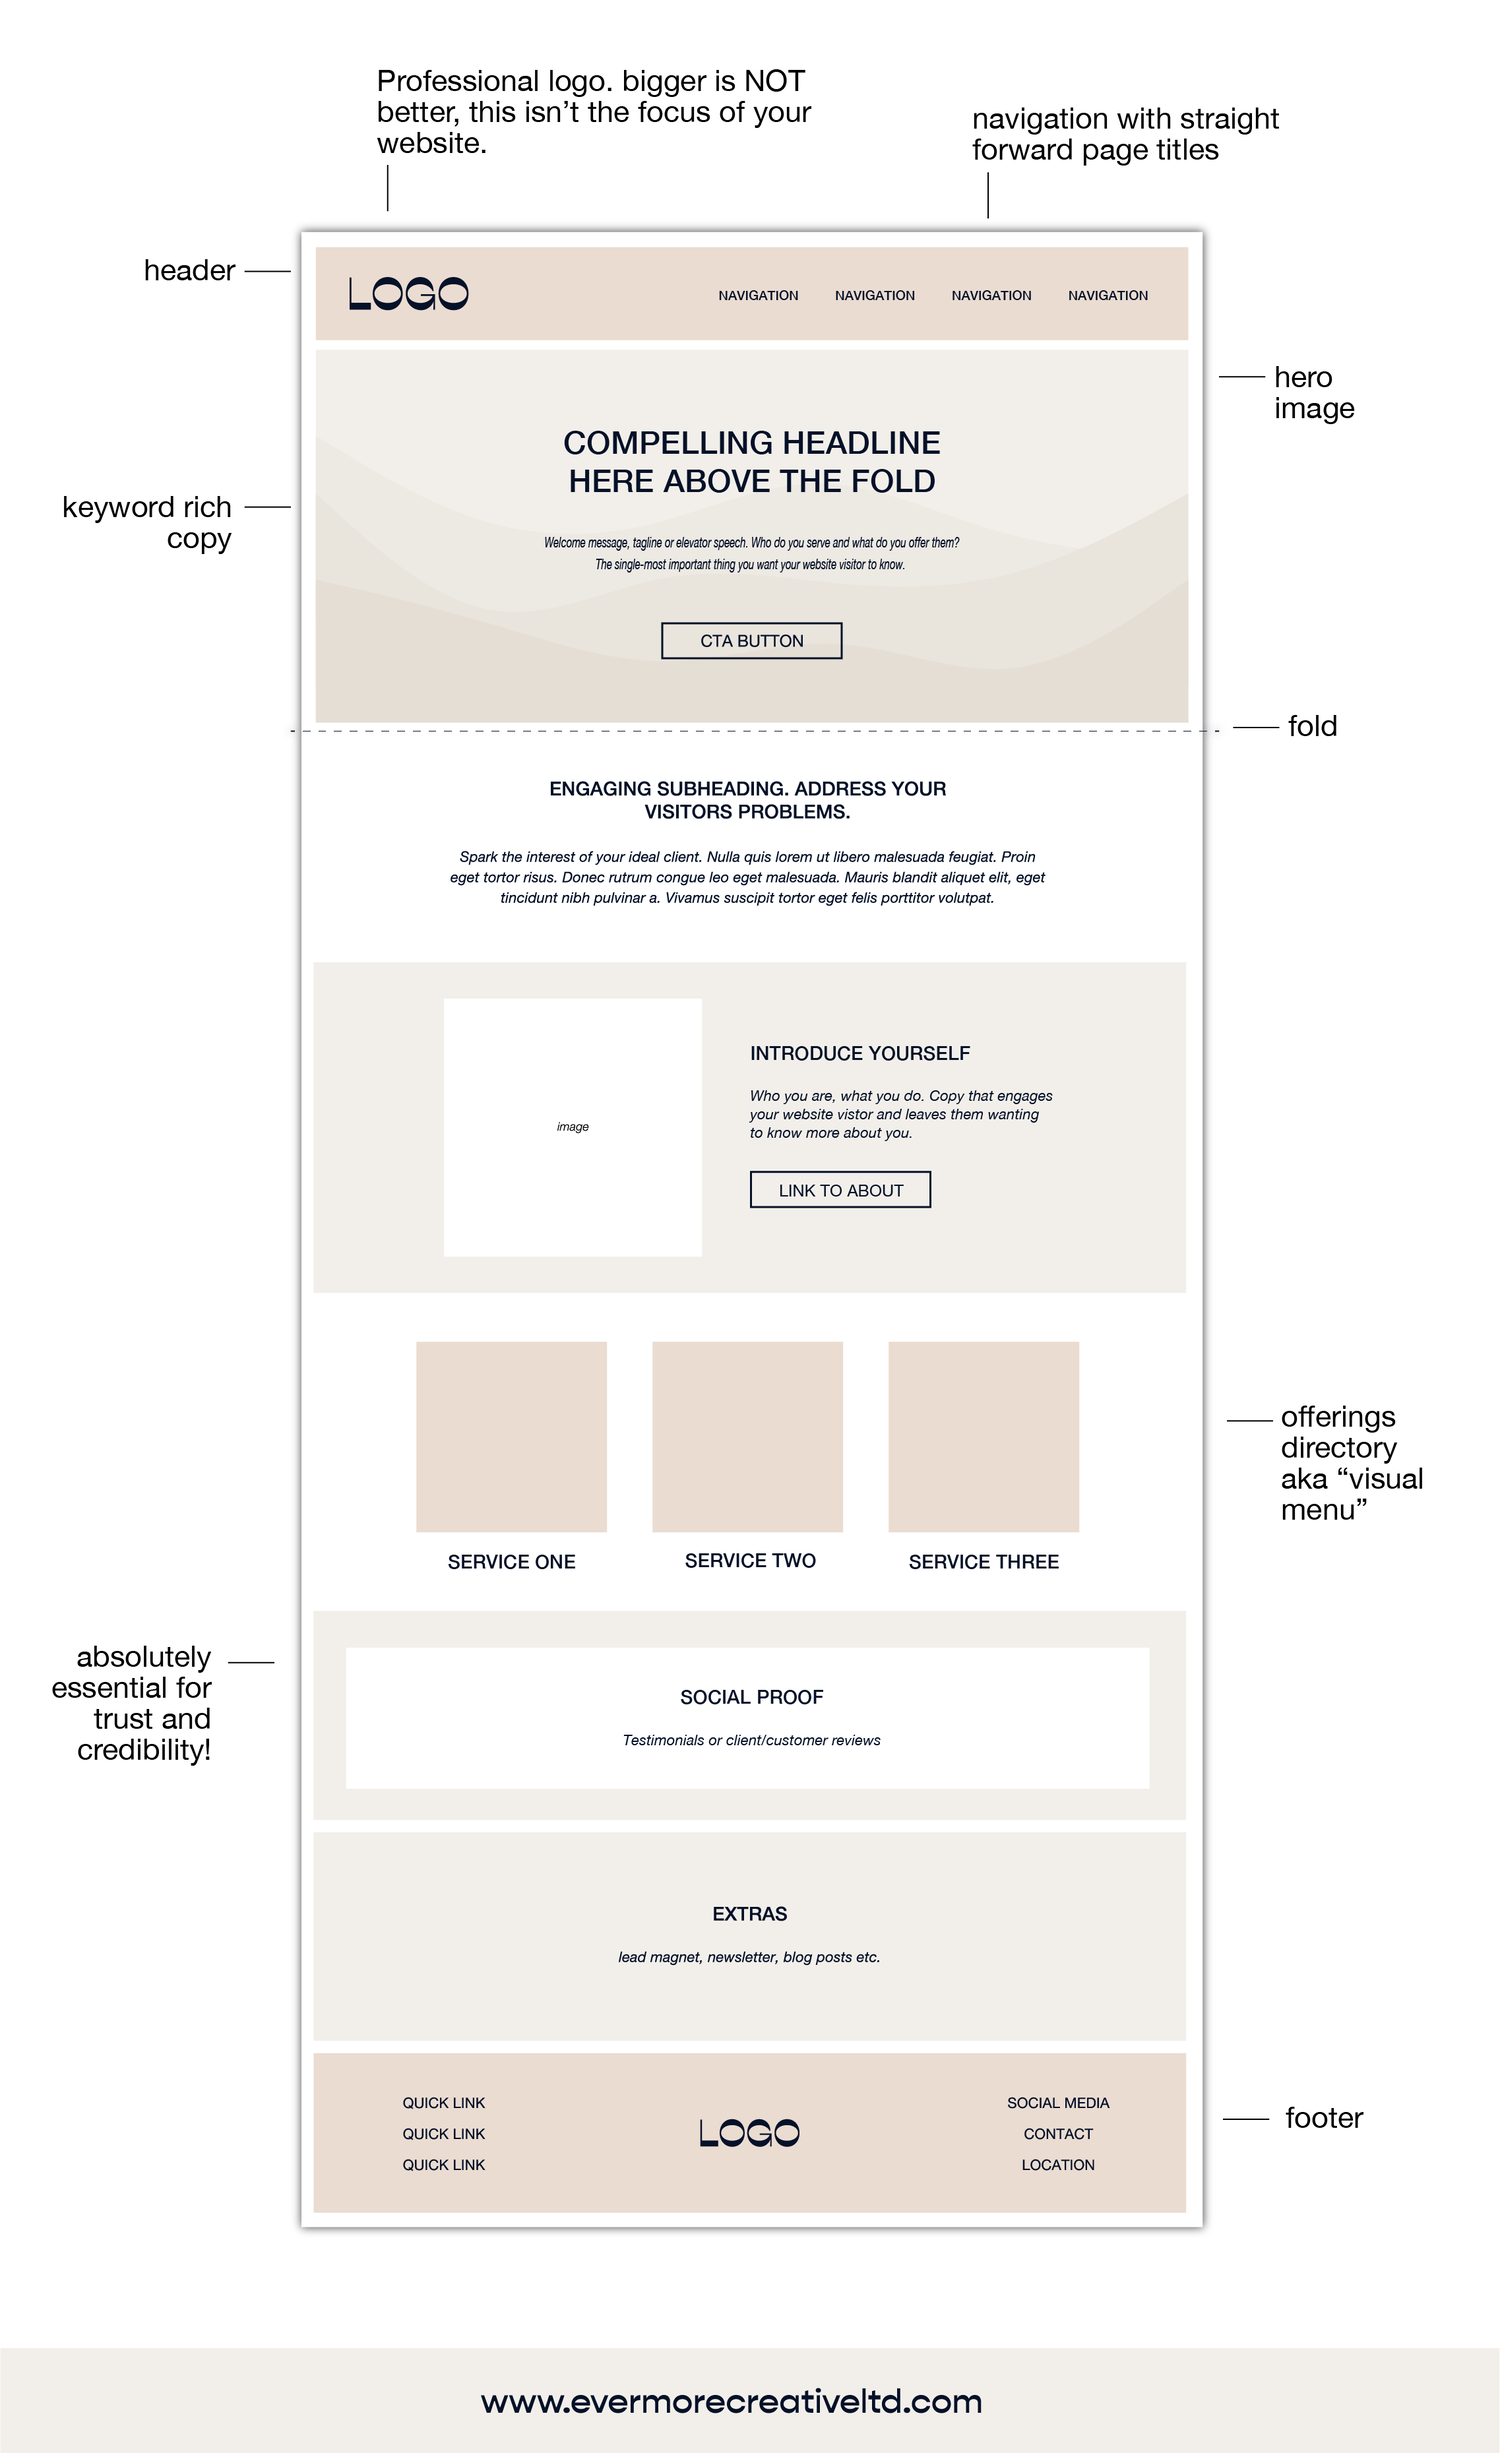 Professional logo. bigger is NOT
better, this isn’t the focus of your
website.
navigation with straight
forward page titles
header
LOGO
NAVIGATION
NAVIGATION
NAVIGATION
NAVIGATION
hero
image
COMPELLING HEADLINE
HERE ABOVE THE FOLD
keyword rich
copy
Welcome message, tagline or elevator speech. Who do you serve and what do you offer them?
The single-most important thing you want your website visitor to know.
CTA BUTTON
fold
ENGAGING SUBHEADING. ADDRESS YOUR
VISITORS PROBLEMS.
Spark the interest of your ideal client. Nulla quis lorem ut libero malesuada feugiat. Proin
eget tortor risus. Donec rutrum congue leo eget malesuada. Mauris blandit aliquet elit, eget
tincidunt nibh pulvinar a. Vivamus suscipit tortor eget felis porttitor volutpat.
image
INTRODUCE YOURSELF
Who you are, what you do. Copy that engages
your website vistor and leaves them wanting
to know more about you.
LINK TO ABOUT
offerings
directory
aka “visual
menu”
SERVICE ONE
SERVICE TWO
SERVICE THREE
absolutely
essential for
trust and
credibility!
SOCIAL PROOF
Testimonials or client/customer reviews
EXTRAS
lead magnet, newsletter, blog posts etc.
QUICK LINK
QUICK LINK
QUICK LINK
LOGO
SOCIAL MEDIA
CONTACT
LOCATION
footer
www.evermorecreativeltd.com